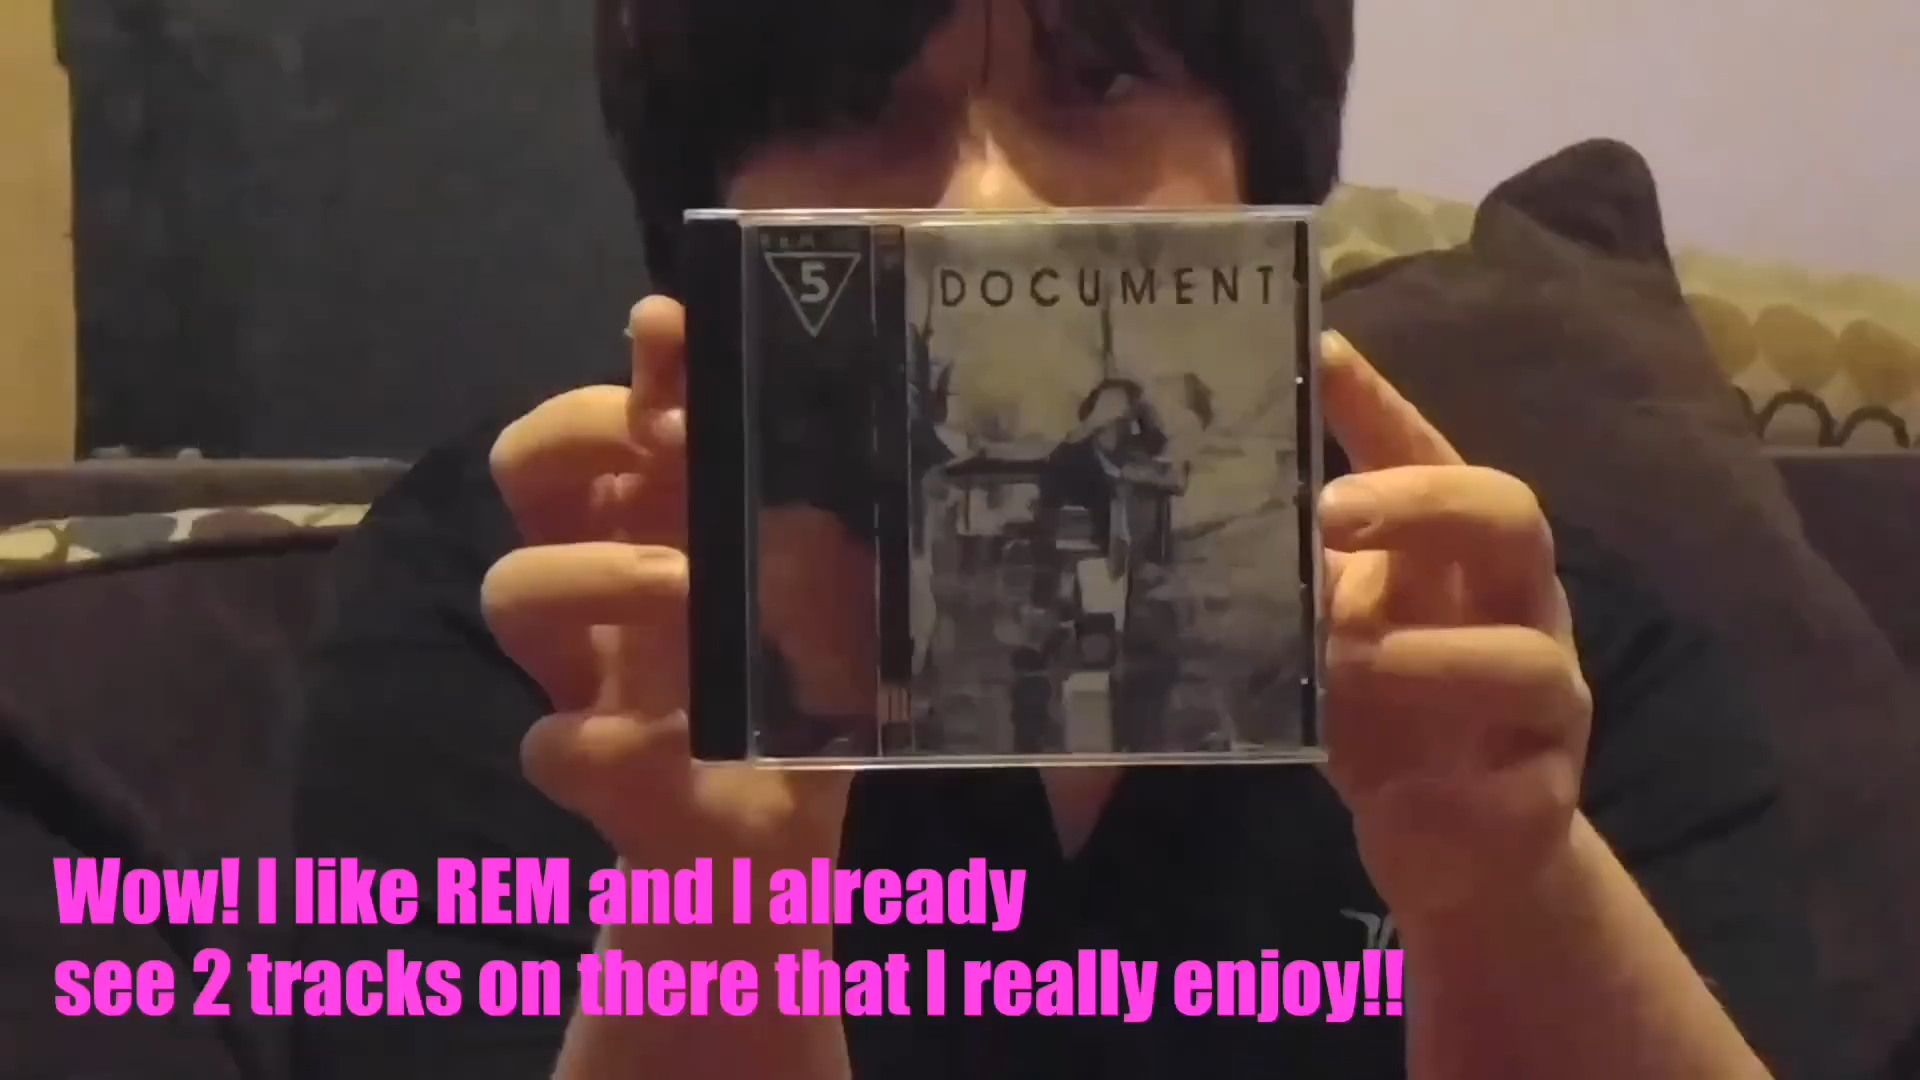 R.E.M.
5
DOCUMENT
Wow! I like REM and I already
see 2 tracks on there that I really enjoy!!